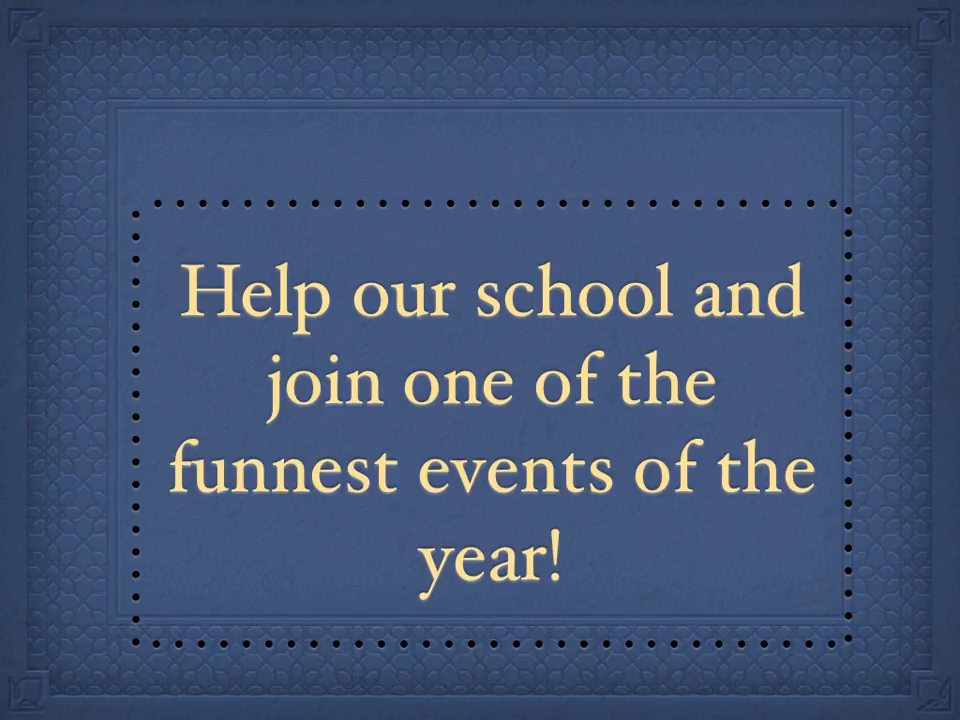 Help our school and
join one of the
funnest events of the
year!